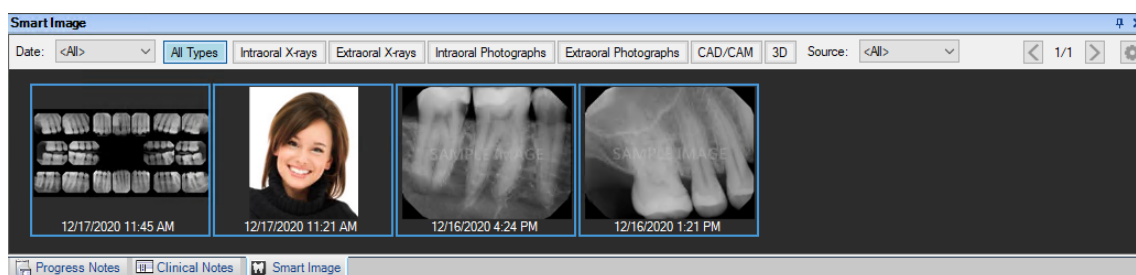 Smart Image
Date: <All> All Types Intraoral X-rays Extraoral X-rays Intraoral Photographs Extraoral Photographs CAD/CAM 3D Source: <All> 1/1
SAMPLE IMAGE SAMPLE IMAGE
12/17/2020 11:45 AM 12/17/2020 11:21 AM 12/16/2020 4:24 PM 12/16/2020 1:21 PM
Progress Notes Clinical Notes Smart Image